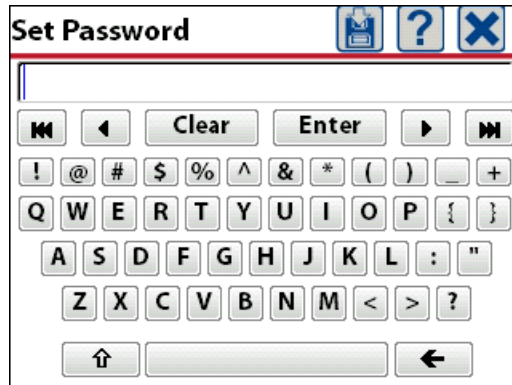 Set Password ?
Clear Enter
! @ # $ % ^ & * ( ) _ +
Q W E R T Y U I O P { }
A S D F G H J K L : "
Z X C V B N M < > ?